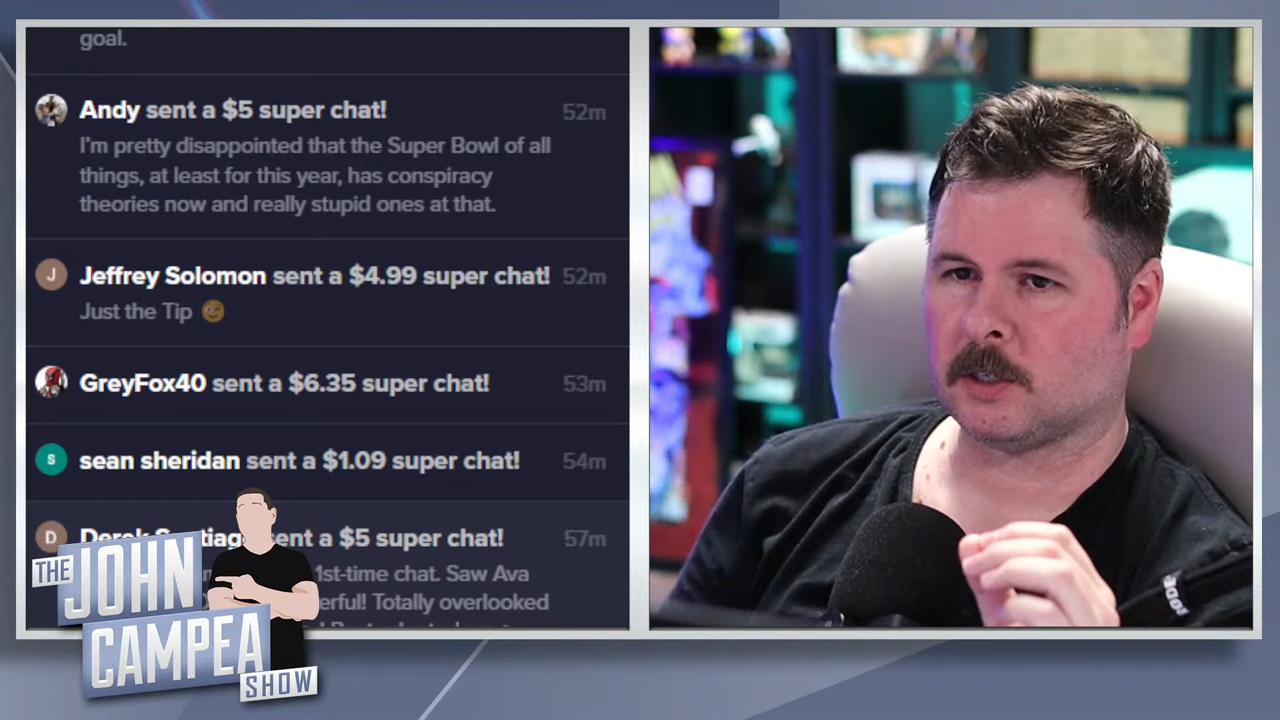 goal.
Andy sent a $5 super chat! 52m
I'm pretty disappointed that the Super Bowl of all
things, at least for this year, has conspiracy
theories now and really stupid ones at that.
J Jeffrey Solomon sent a $4.99 super chat! 52m
Just the Tip 😉
GreyFox40 sent a $6.35 super chat! 53m
s sean sheridan sent a $1.09 super chat! 54m
D Derek sent a $5 super chat! 57m
1st-time chat. Saw Ava
Totally overlooked
THE
JOHN
CAMPEA
SHOW